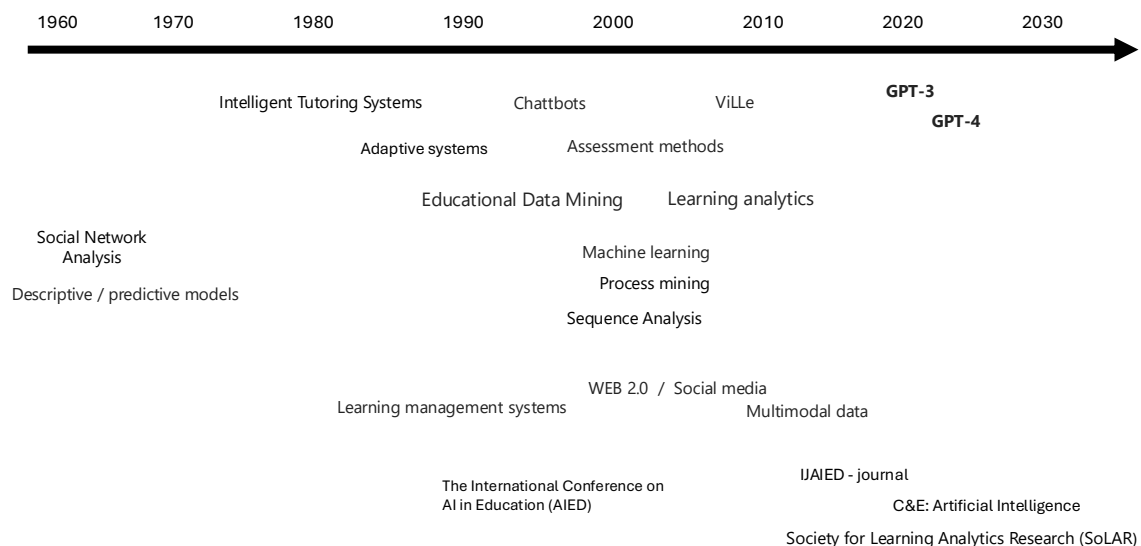 1960 1970 1980 1990 2000 2010 2020 2030
Intelligent Tutoring Systems Chattbots ViLLe GPT-3
GPT-4
Adaptive systems Assessment methods
Educational Data Mining Learning analytics
Social Network
Analysis
Machine learning
Process mining
Descriptive / predictive models
Sequence Analysis
WEB 2.0 / Social media
Learning management systems Multimodal data
IJAIED - journal
The International Conference on
AI in Education (AIED)
C&E: Artificial Intelligence
Society for Learning Analytics Research (SoLAR)